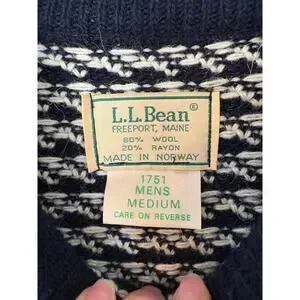 L.L.Bean®
FREEPORT, MAINE
80% WOOL
20% RAYON
MADE IN NORWAY
1751
MENS
MEDIUM
CARE ON REVERSE